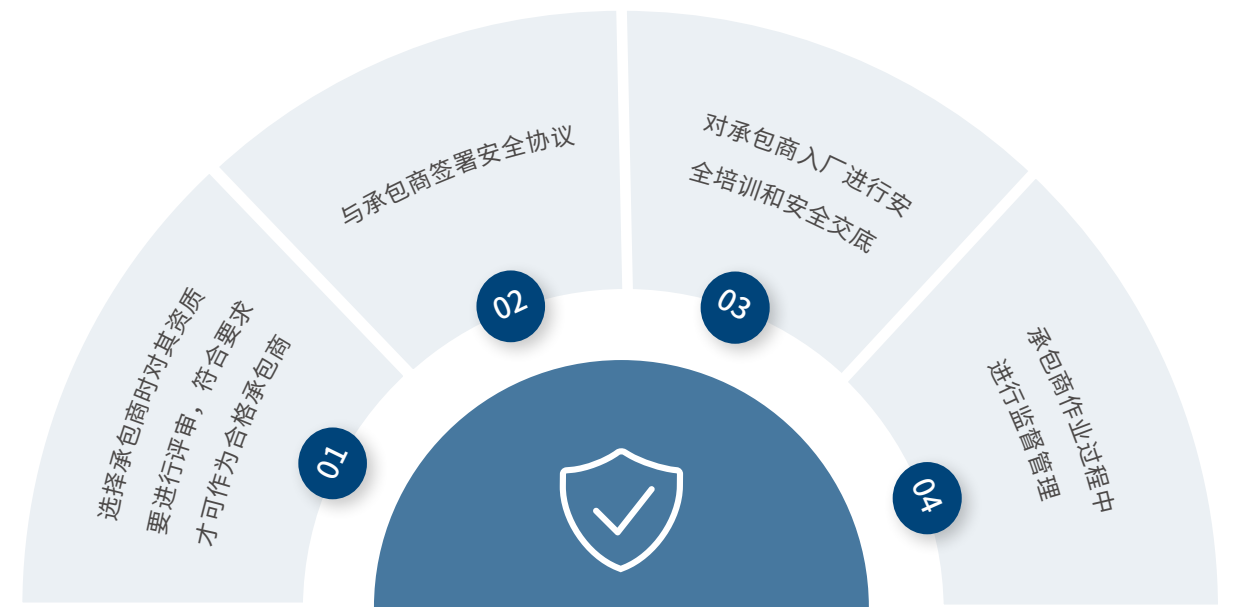 01
选择承包商时对其资质
要进行评审，符合要求
才可作为合格承包商
02
与承包商签署安全协议
03
对承包商入厂进行安
全培训和安全交底
04
承包商作业过程中
进行监督管理